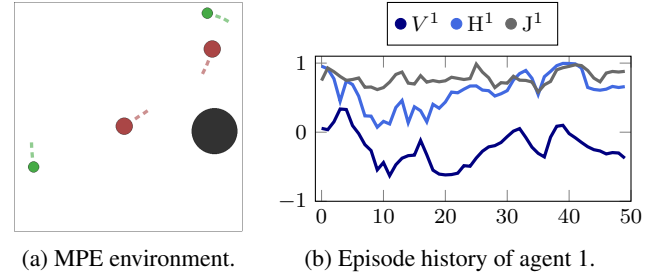 V¹ H¹ J¹
1
0
−1
0 10 20 30 40 50
(a) MPE environment.
(b) Episode history of agent 1.